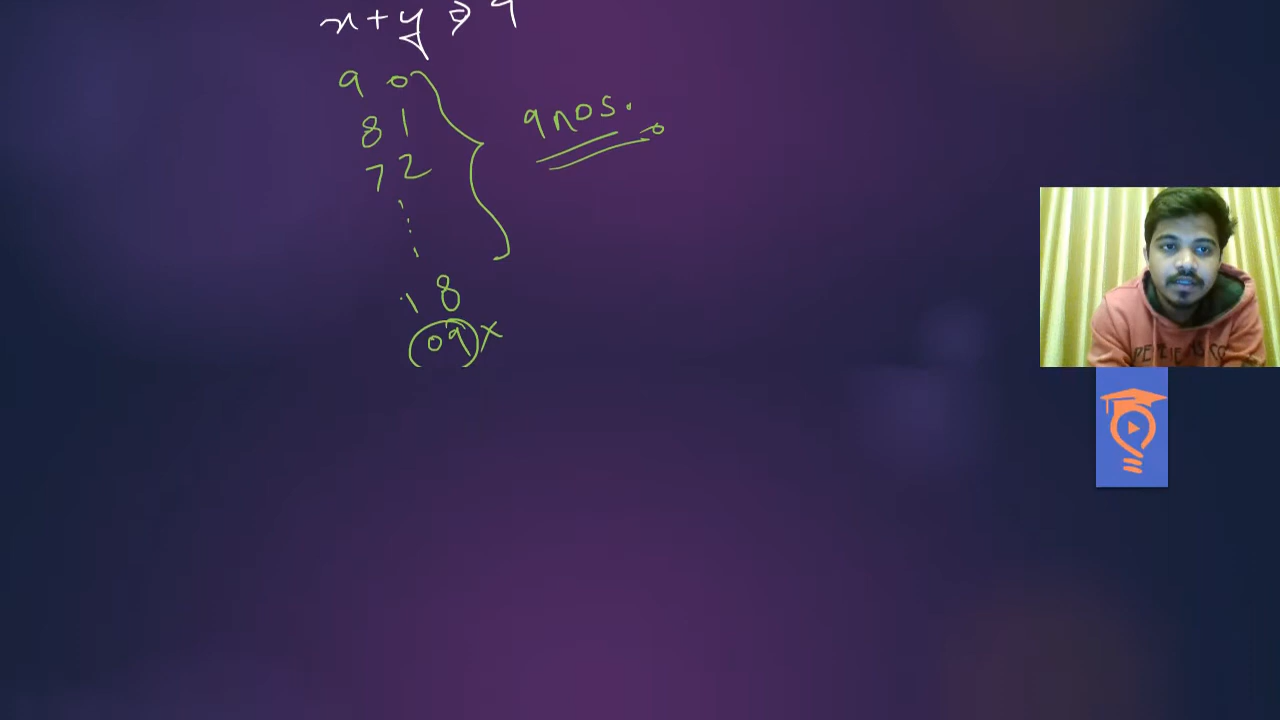 x + y ⇒ 9
9 0
8 1
7 2
⋮
1 8
09 x
9 nos.